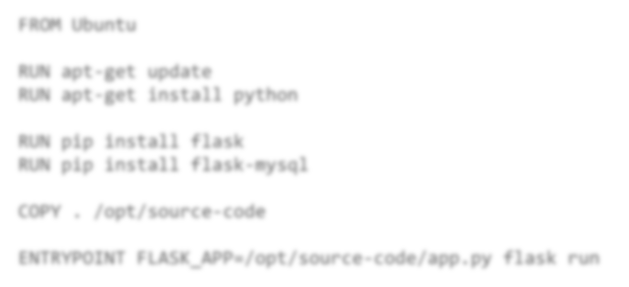 FROM Ubuntu
RUN apt-get update
RUN apt-get install python
RUN pip install flask
RUN pip install flask-mysql
COPY . /opt/source-code
ENTRYPOINT FLASK_APP=/opt/source-code/app.py flask run